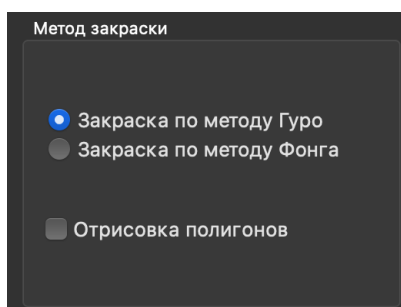 Метод закраски
Закраска по методу Гуро
Закраска по методу Фонга
Отрисовка полигонов